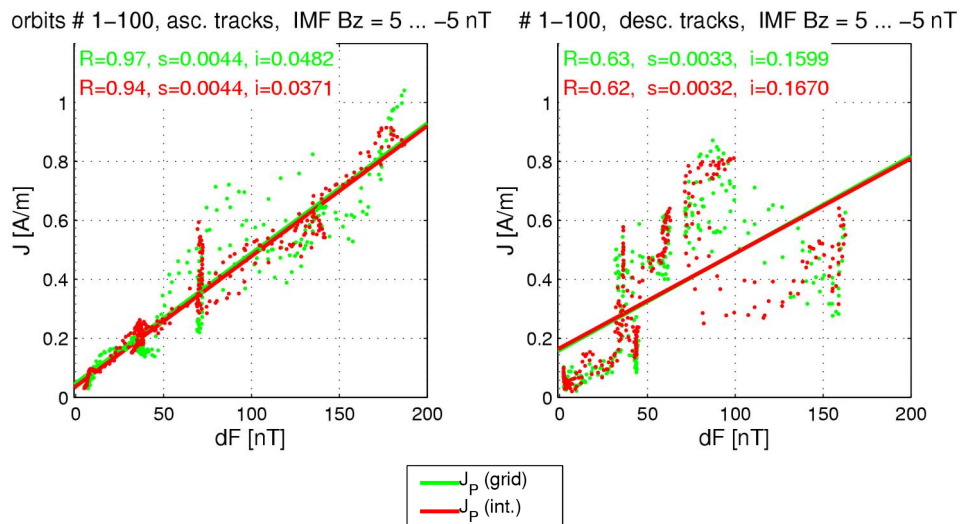 orbits # 1−100, asc. tracks, IMF Bz = 5 ... −5 nT
R=0.97, s=0.0044, i=0.0482
R=0.94, s=0.0044, i=0.0371
J [A/m]
1
0.8
0.6
0.4
0.2
0
0 50 100 150 200
dF [nT]
# 1−100, desc. tracks, IMF Bz = 5 ... −5 nT
R=0.63, s=0.0033, i=0.1599
R=0.62, s=0.0032, i=0.1670
J [A/m]
1
0.8
0.6
0.4
0.2
0
0 50 100 150 200
dF [nT]
J_P (grid)
J_P (int.)